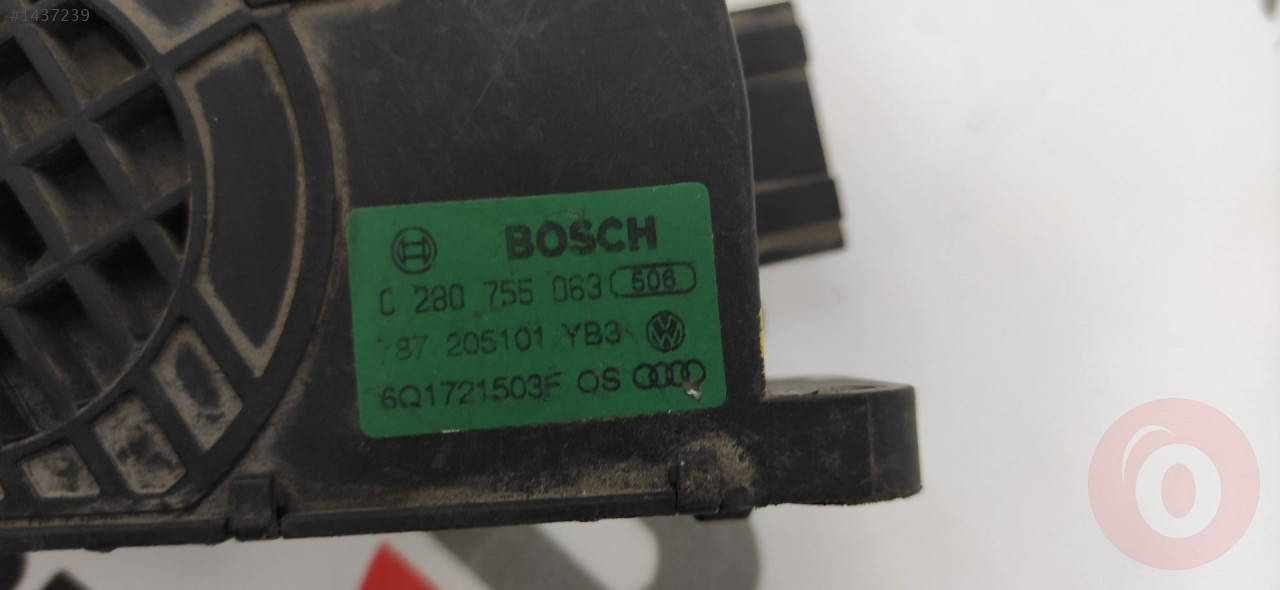 #1437239
BOSCH
0 280 755 063 506
787 205101 YB3
6Q1721503F OS